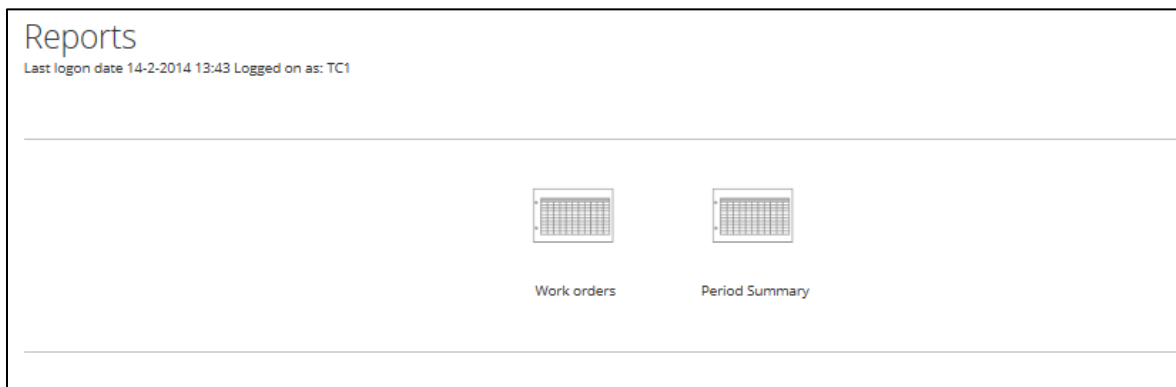 Reports
Last logon date 14-2-2014 13:43 Logged on as: TC1
Work orders
Period Summary